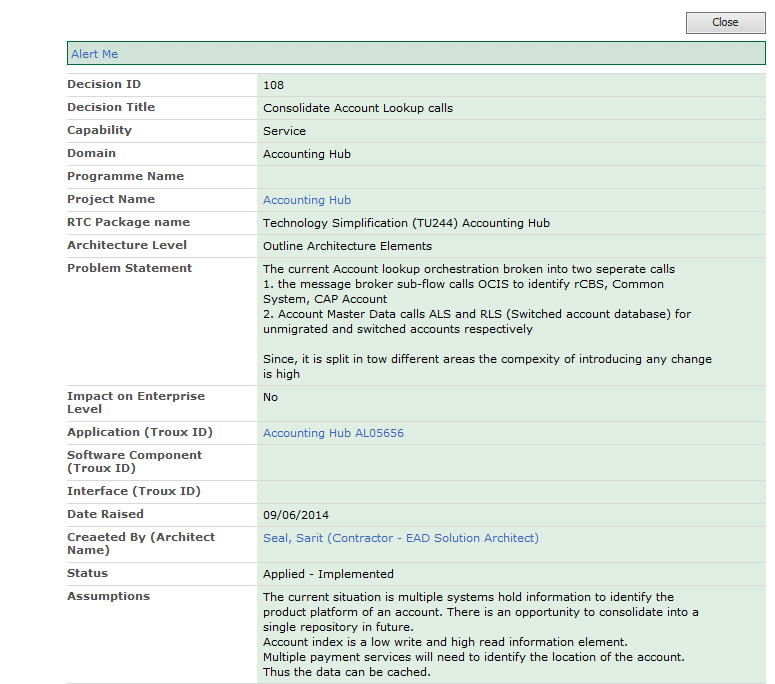 Close
Alert Me
Decision ID 108
Decision Title Consolidate Account Lookup calls
Capability Service
Domain Accounting Hub
Programme Name
Project Name Accounting Hub
RTC Package name Technology Simplification (TU244) Accounting Hub
Architecture Level Outline Architecture Elements
Problem Statement The current Account lookup orchestration broken into two seperate calls
1. the message broker sub-flow calls OCIS to identify rCBS, Common
System, CAP Account
2. Account Master Data calls ALS and RLS (Switched account database) for
unmigrated and switched accounts respectively
Since, it is split in tow different areas the compexity of introducing any change
is high
Impact on Enterprise No
Level
Application (Troux ID) Accounting Hub AL05656
Software Component
(Troux ID)
Interface (Troux ID)
Date Raised 09/06/2014
Creaeted By (Architect Seal, Sarit (Contractor - EAD Solution Architect)
Name)
Status Applied - Implemented
Assumptions The current situation is multiple systems hold information to identify the
product platform of an account. There is an opportunity to consolidate into a
single repository in future.
Account index is a low write and high read information element.
Multiple payment services will need to identify the location of the account.
Thus the data can be cached.